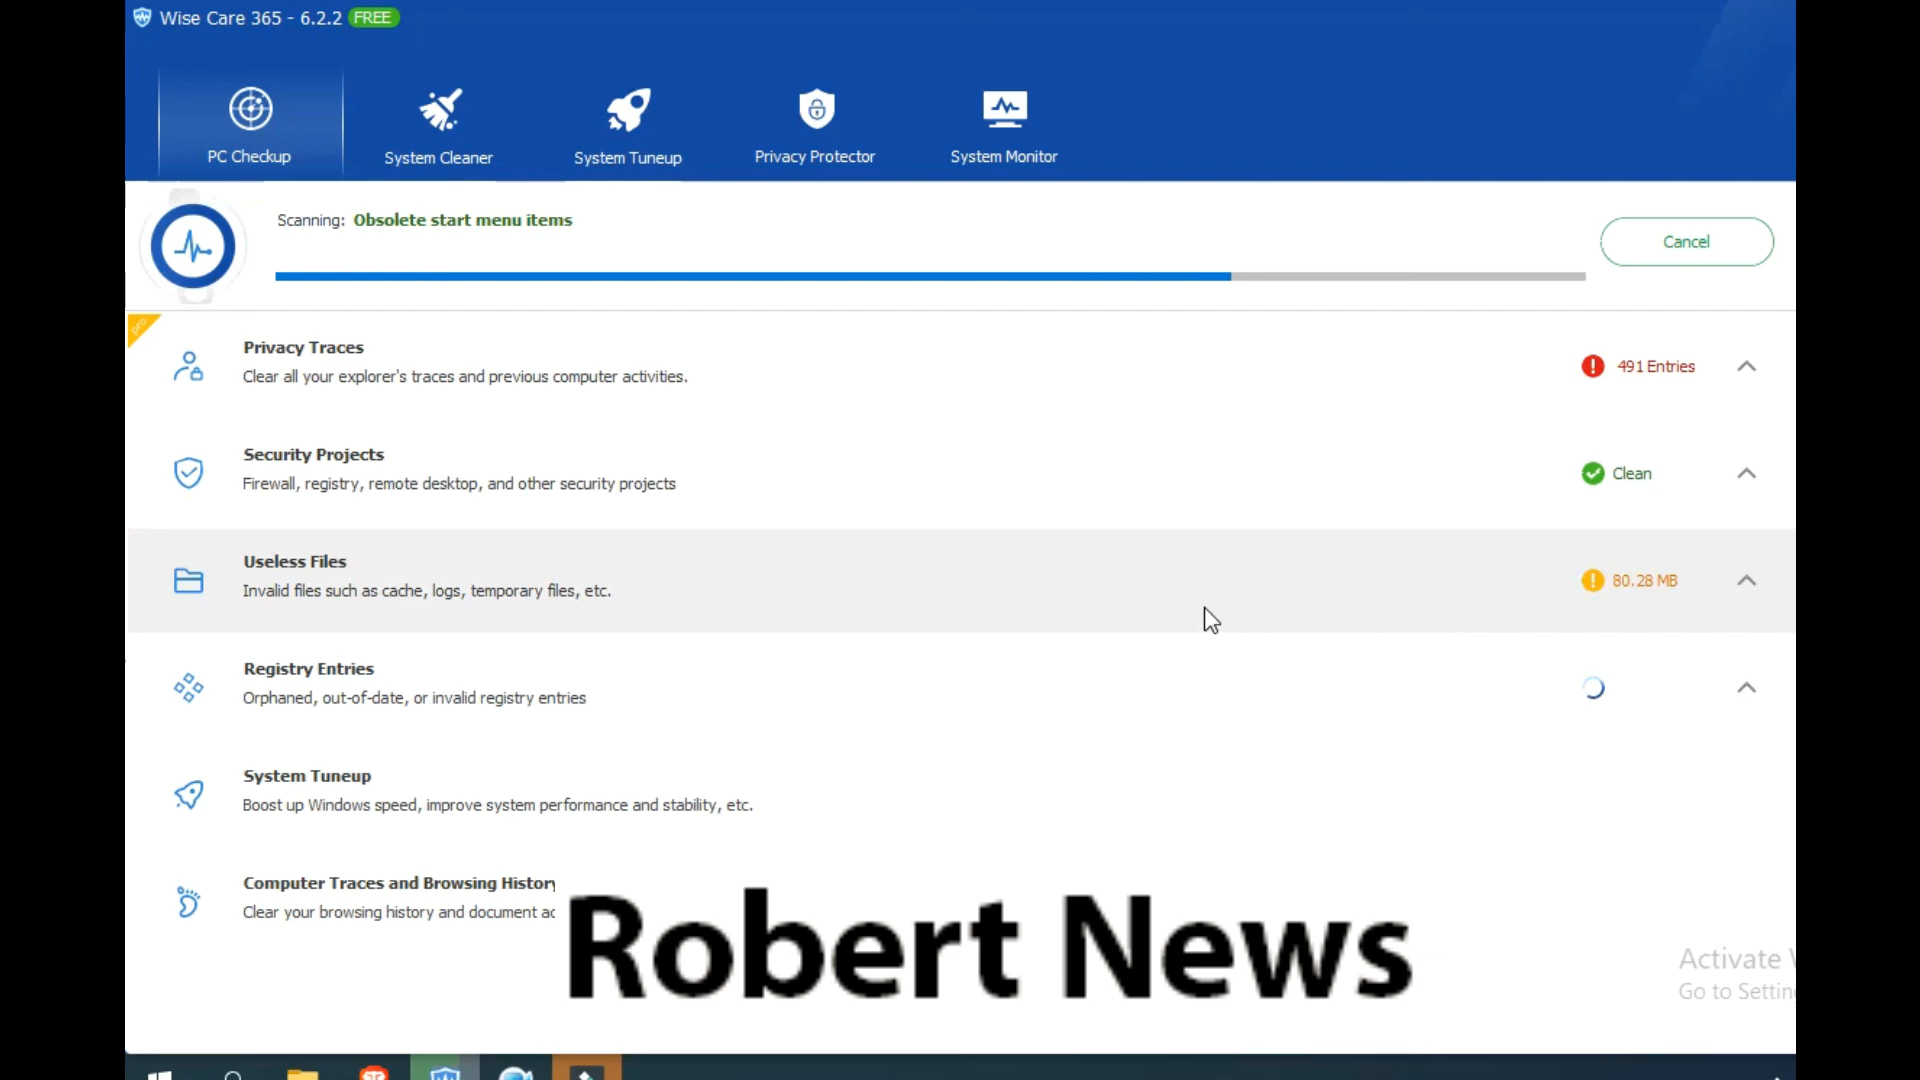 Wise Care 365 - 6.2.2 FREE
PC Checkup
System Cleaner
System Tuneup
Privacy Protector
System Monitor
Scanning: Obsolete start menu items
Cancel
pro
Privacy Traces
Clear all your explorer's traces and previous computer activities.
491 Entries
Security Projects
Firewall, registry, remote desktop, and other security projects
Clean
Useless Files
Invalid files such as cache, logs, temporary files, etc.
80.28 MB
Registry Entries
Orphaned, out-of-date, or invalid registry entries
System Tuneup
Boost up Windows speed, improve system performance and stability, etc.
Computer Traces and Browsing History
Clear your browsing history and document
Robert News
Activate
Go to